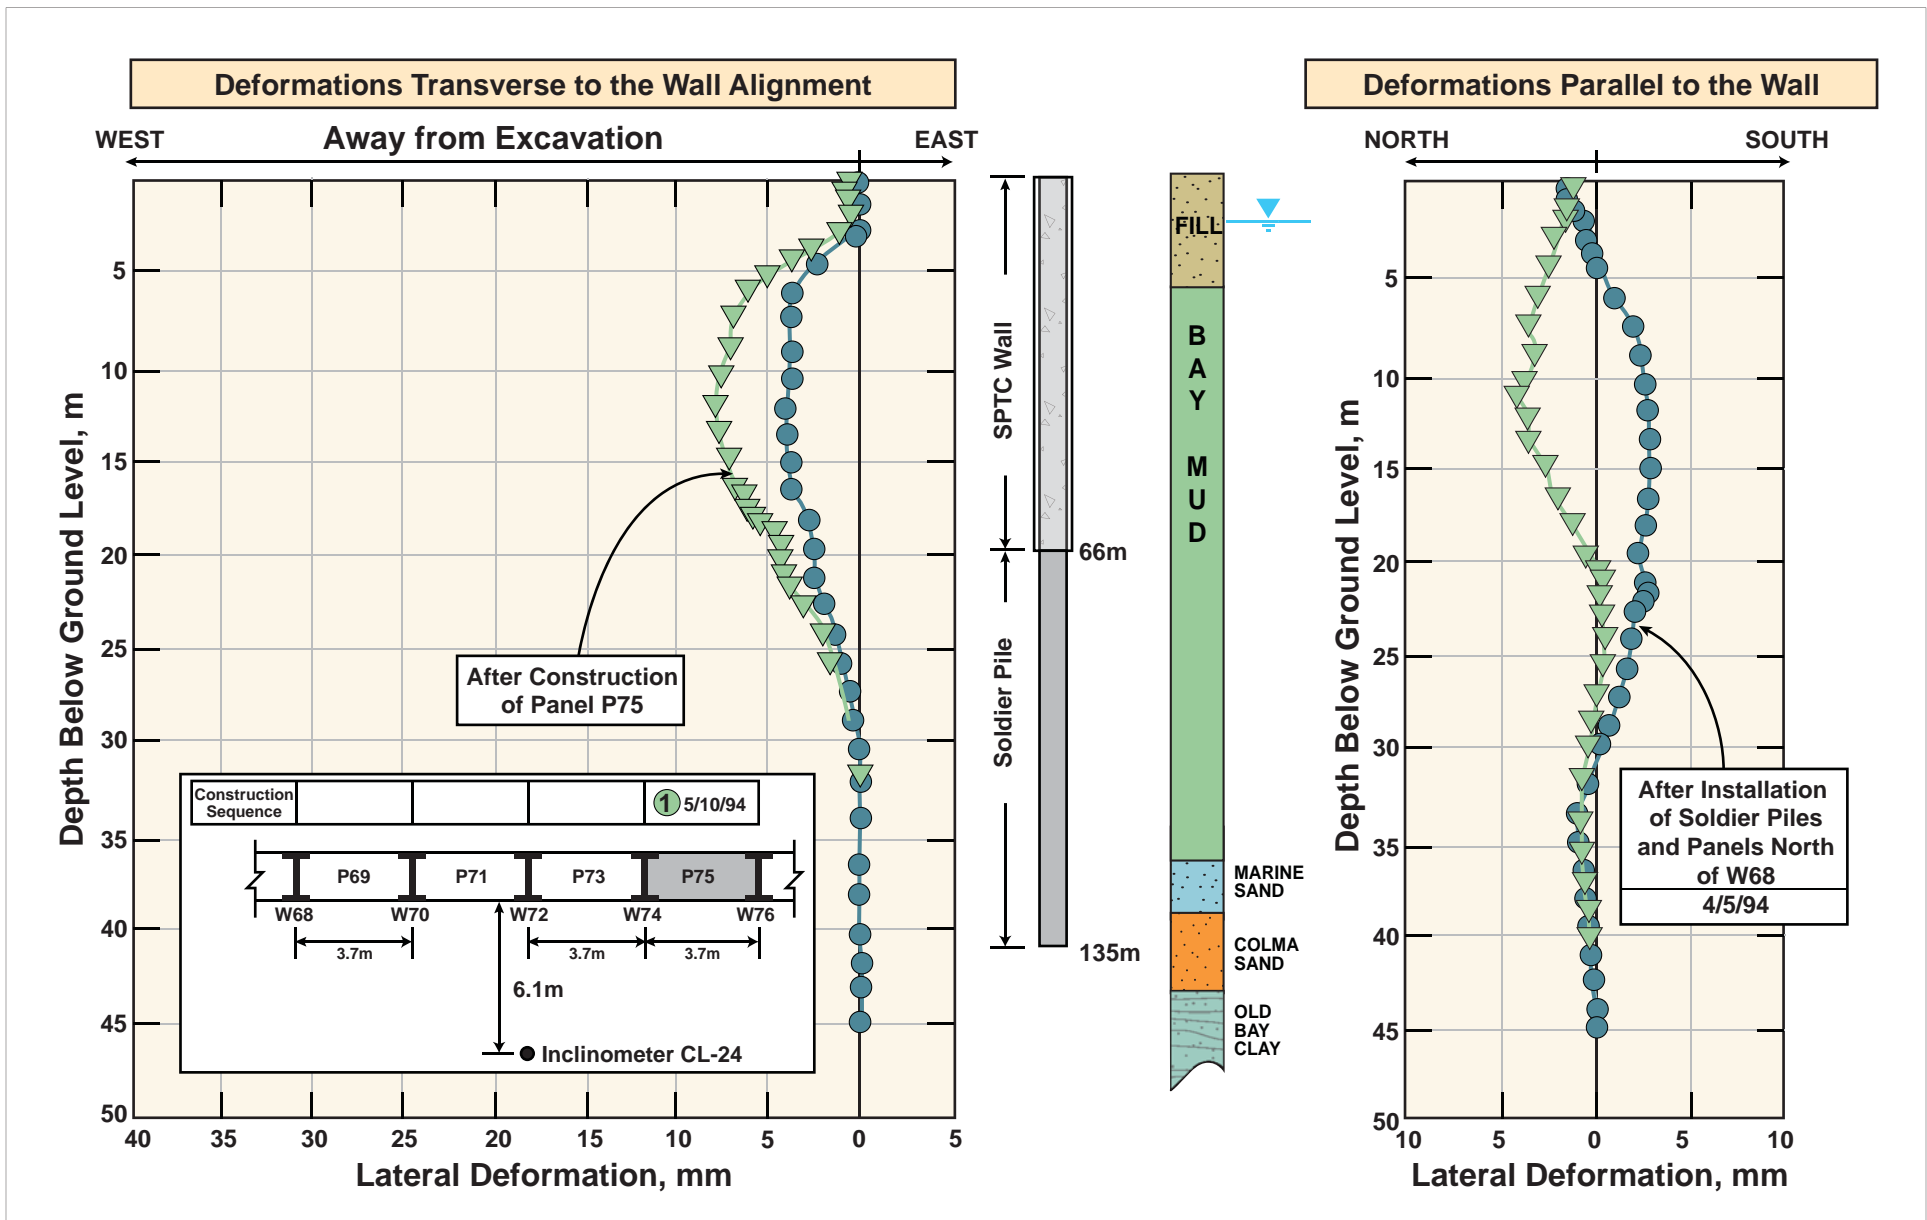 Deformations Transverse to the Wall Alignment
Deformations Parallel to the Wall
WEST
Away from Excavation
EAST
NORTH
SOUTH
Depth Below Ground Level, m
5
10
15
20
25
30
35
40
45
50
After Construction
of Panel P75
Construction
Sequence
1 5/10/94
P69
P71
P73
P75
W68
W70
W72
W74
W76
3.7m
3.7m
3.7m
6.1m
Inclinometer CL-24
40
35
30
25
20
15
10
5
0
5
Lateral Deformation, mm
SPTC Wall
66m
Soldier Pile
135m
FILL
BAY
MUD
MARINE
SAND
COLMA
SAND
OLD
BAY
CLAY
Depth Below Ground Level, m
5
10
15
20
25
30
35
40
45
50
After Installation
of Soldier Piles
and Panels North
of W68
4/5/94
10
5
0
5
10
Lateral Deformation, mm